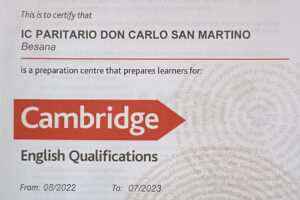 This is to certify that
IC PARITARIO DON CARLO SAN MARTINO
Besana
is a preparation centre that prepares learners for:
Cambridge
English Qualifications
From: 08/2022 To: 07/2023